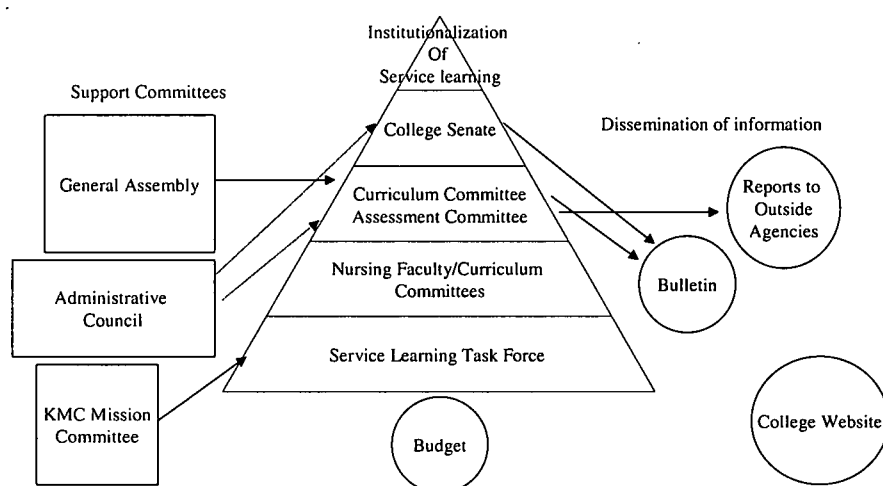 Institutionalization
Of
Service learning
Support Committees
College Senate
Dissemination of information
General Assembly
Curriculum Committee
Assessment Committee
Reports to
Outside
Agencies
Administrative
Council
Nursing Faculty/Curriculum
Committees
Bulletin
Service Learning Task Force
KMC Mission
Committee
Budget
College Website